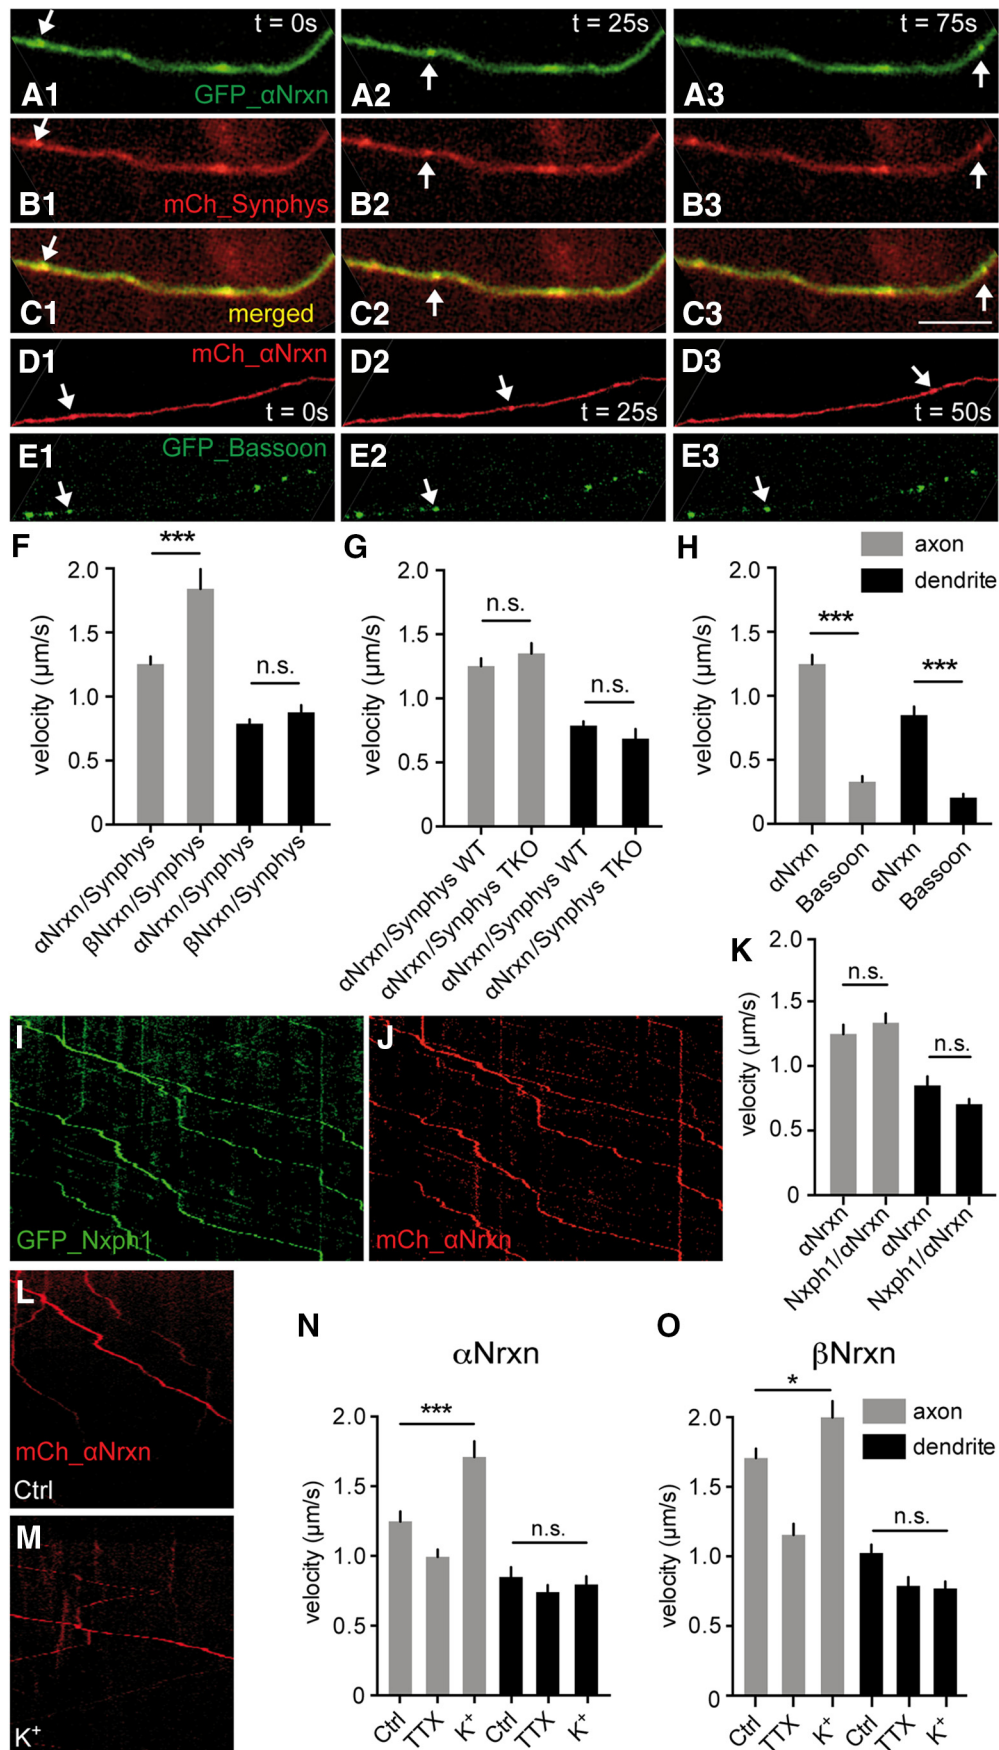 t = 0s
A1
GFP_αNrxn
t = 25s
A2
t = 75s
A3
B1
mCh_Synphys
B2
B3
C1
merged
C2
C3
D1
mCh_αNrxn
t = 0s
D2
t = 25s
D3
t = 50s
E1
GFP_Bassoon
E2
E3
F
***
n.s.
velocity (µm/s)
2.0
1.5
1.0
0.5
0
αNrxn/Synphys
βNrxn/Synphys
αNrxn/Synphys
βNrxn/Synphys
G
n.s.
n.s.
velocity (µm/s)
2.0
1.5
1.0
0.5
0
αNrxn/Synphys WT
αNrxn/Synphys TKO
αNrxn/Synphys WT
αNrxn/Synphys TKO
H
axon
dendrite
***
***
velocity (µm/s)
2.0
1.5
1.0
0.5
0
αNrxn
Bassoon
αNrxn
Bassoon
I
GFP_Nxph1
J
mCh_αNrxn
K
n.s.
n.s.
velocity (µm/s)
2.0
1.5
1.0
0.5
0
αNrxn
Nxph1/αNrxn
αNrxn
Nxph1/αNrxn
L
mCh_αNrxn
Ctrl
M
K⁺
N
αNrxn
***
n.s.
velocity (µm/s)
2.0
1.5
1.0
0.5
0
Ctrl
TTX
K⁺
Ctrl
TTX
K⁺
O
βNrxn
*
n.s.
axon
dendrite
velocity (µm/s)
2.0
1.5
1.0
0.5
0
Ctrl
TTX
K⁺
Ctrl
TTX
K⁺